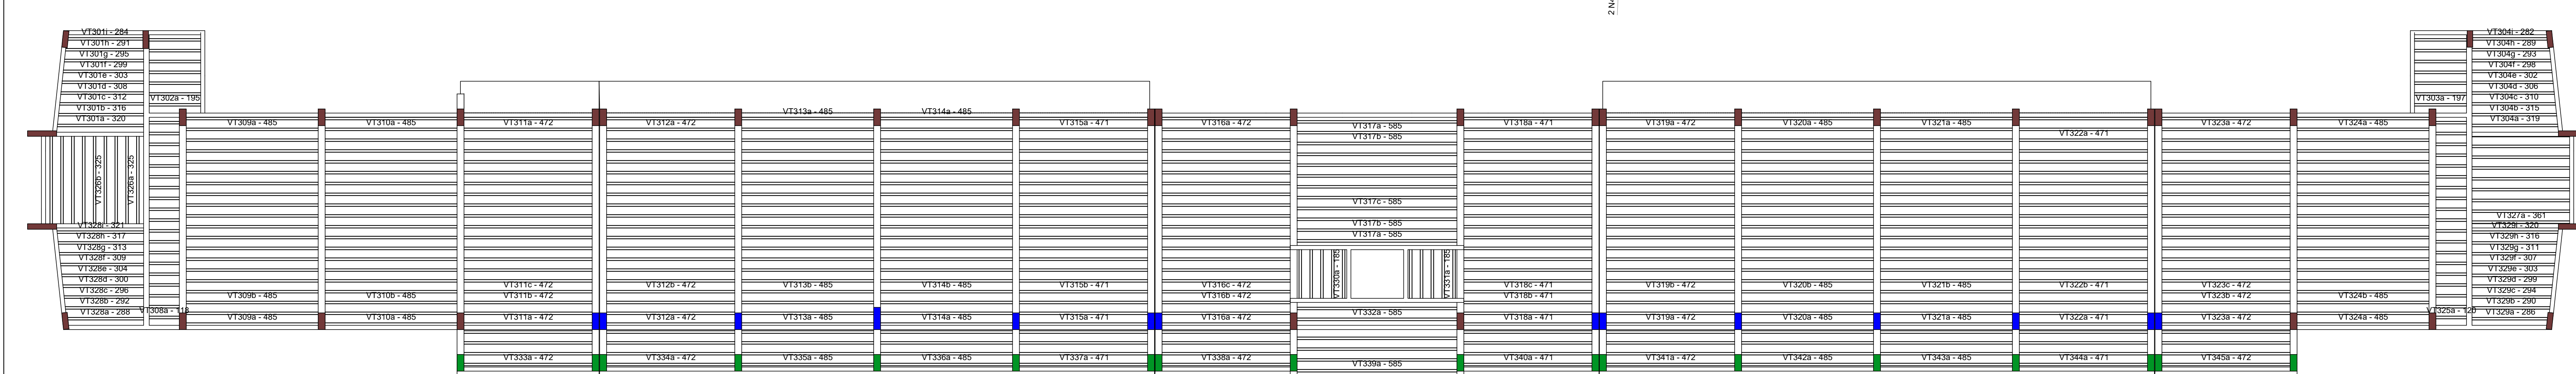 2 N4
VT301i - 284
VT301h - 291
VT301g - 295
VT301f - 299
VT301e - 303
VT301d - 308
VT301c - 312
VT301b - 316
VT301a - 320
VT302a - 195
VT304i - 282
VT304h - 289
VT304g - 293
VT304f - 298
VT304e - 302
VT304d - 306
VT304c - 310
VT304b - 315
VT304a - 319
VT303a - 197
VT313a - 485
VT314a - 485
VT309a - 485
VT310a - 485
VT311a - 472
VT312a - 472
VT315a - 471
VT316a - 472
VT317a - 585
VT317b - 585
VT318a - 471
VT319a - 472
VT320a - 485
VT321a - 485
VT322a - 471
VT323a - 472
VT324a - 485
VT326b - 325
VT326a - 325
VT317c - 585
VT317b - 585
VT317a - 585
VT327a - 361
VT328i - 321
VT328h - 317
VT328g - 313
VT328f - 309
VT328e - 304
VT328d - 300
VT328c - 296
VT328b - 292
VT328a - 288
VT308a - 118
VT329i - 320
VT329h - 316
VT329g - 311
VT329f - 307
VT329e - 303
VT329d - 299
VT329c - 294
VT329b - 290
VT329a - 286
VT330a - 185
VT331a - 185
VT311c - 472
VT312b - 472
VT313b - 485
VT314b - 485
VT315b - 471
VT316c - 472
VT318c - 471
VT319b - 472
VT320b - 485
VT321b - 485
VT322b - 471
VT323c - 472
VT309b - 485
VT310b - 485
VT311b - 472
VT316b - 472
VT318b - 471
VT323b - 472
VT324b - 485
VT309a - 485
VT310a - 485
VT311a - 472
VT312a - 472
VT313a - 485
VT314a - 485
VT315a - 471
VT316a - 472
VT332a - 585
VT318a - 471
VT319a - 472
VT320a - 485
VT321a - 485
VT322a - 471
VT323a - 472
VT324a - 485
VT333a - 472
VT334a - 472
VT335a - 485
VT336a - 485
VT337a - 471
VT338a - 472
VT339a - 585
VT340a - 471
VT341a - 472
VT342a - 485
VT343a - 485
VT344a - 471
VT345a - 472